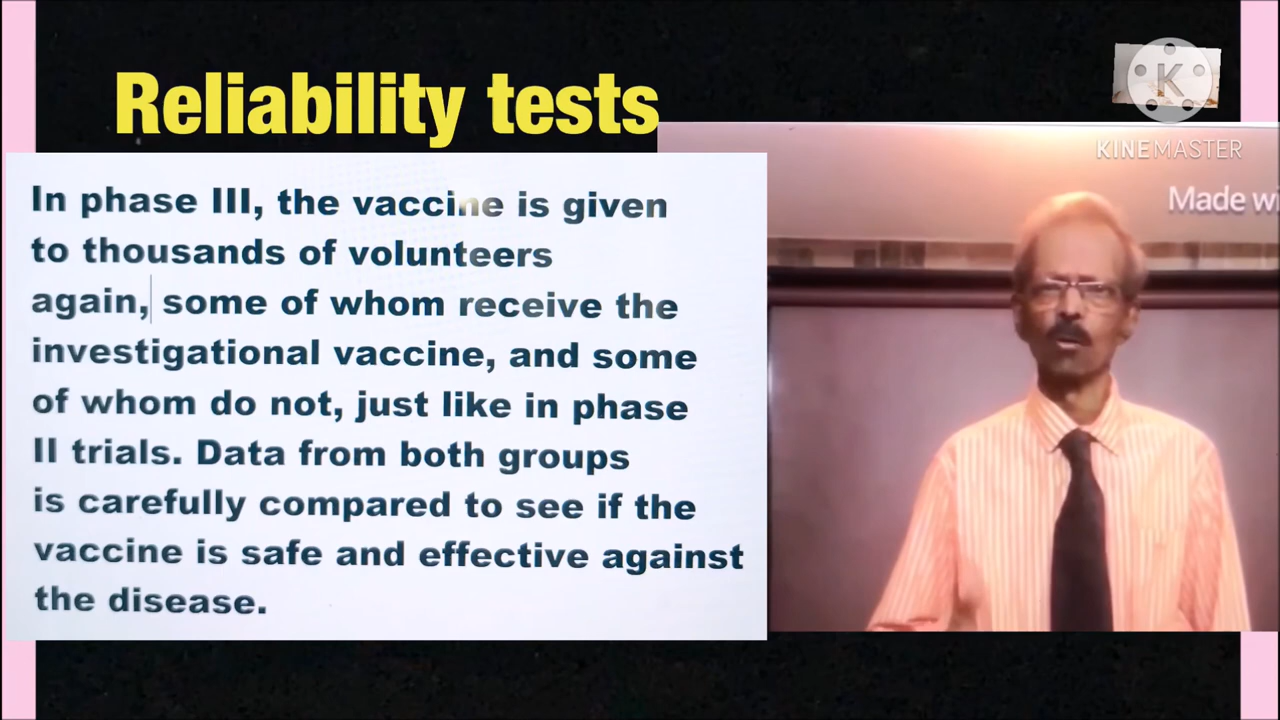 Reliability tests
K
KINEMASTER
Made wi
In phase III, the vaccine is given
to thousands of volunteers
again, some of whom receive the
investigational vaccine, and some
of whom do not, just like in phase
II trials. Data from both groups
is carefully compared to see if the
vaccine is safe and effective against
the disease.